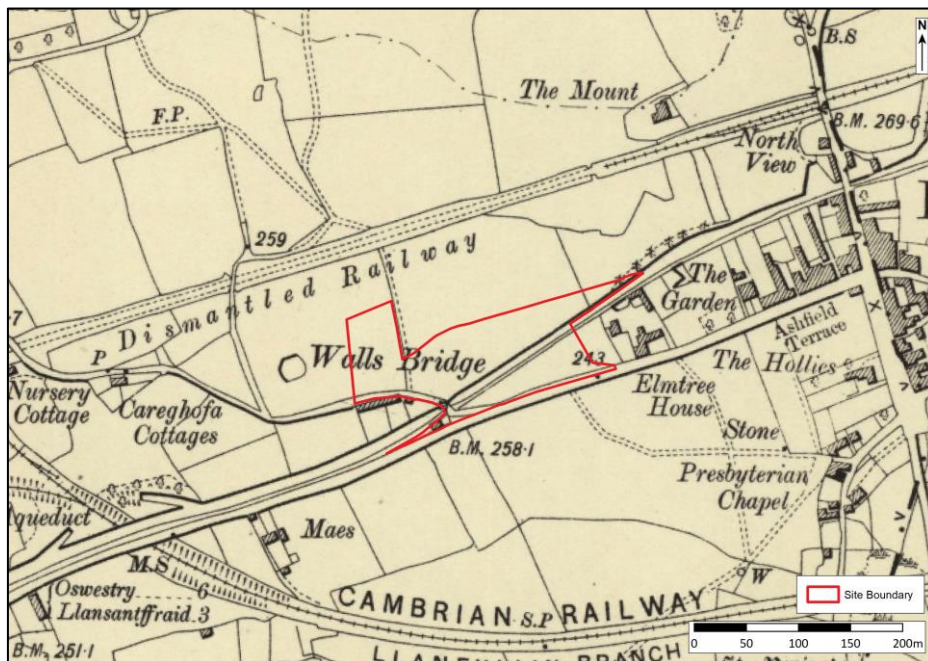 N
B.S
The Mount
F.P.
B.M. 269·6
North
View
259
Dismantled Railway
The
Garden
P
Walls Bridge
243
Ashfield
Terrace
The Hollies
Nursery
Cottage
Careghofa
Cottages
Elmtree
House
B.M. 258·1
Stone
Presbyterian
Chapel
Aqueduct
Maes
V
M.S
W
Oswestry 6
Llansantffraid 3
CAMBRIAN S.P RAILWAY
BRANCH
B.M. 251·1
Site Boundary
0 50 100 150 200m